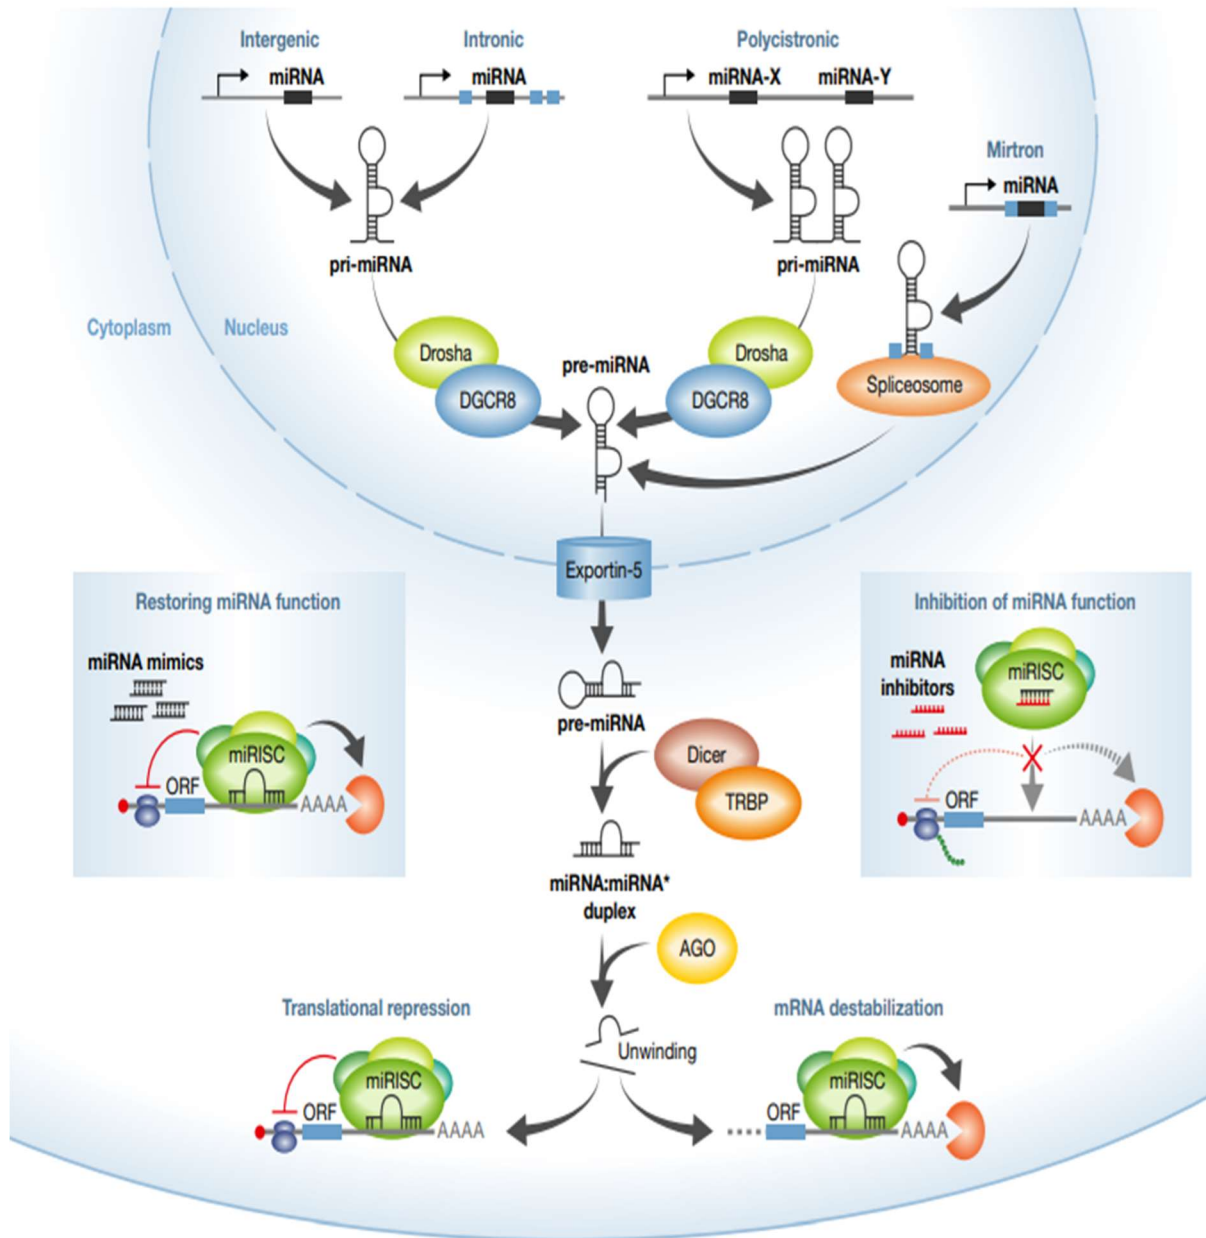 Intergenic
Intronic
Polycistronic
miRNA
miRNA
miRNA-X
miRNA-Y
Mirtron
miRNA
pri-miRNA
pri-miRNA
Cytoplasm
Nucleus
Drosha
DGCR8
pre-miRNA
Drosha
DGCR8
Spliceosome
Exportin-5
Restoring miRNA function
miRNA mimics
miRISC
ORF
AAAA
Inhibition of miRNA function
miRNA
inhibitors
miRISC
ORF
AAAA
pre-miRNA
Dicer
TRBP
miRNA:miRNA*
duplex
AGO
Unwinding
Translational repression
miRISC
ORF
AAAA
mRNA destabilization
miRISC
ORF
AAAA